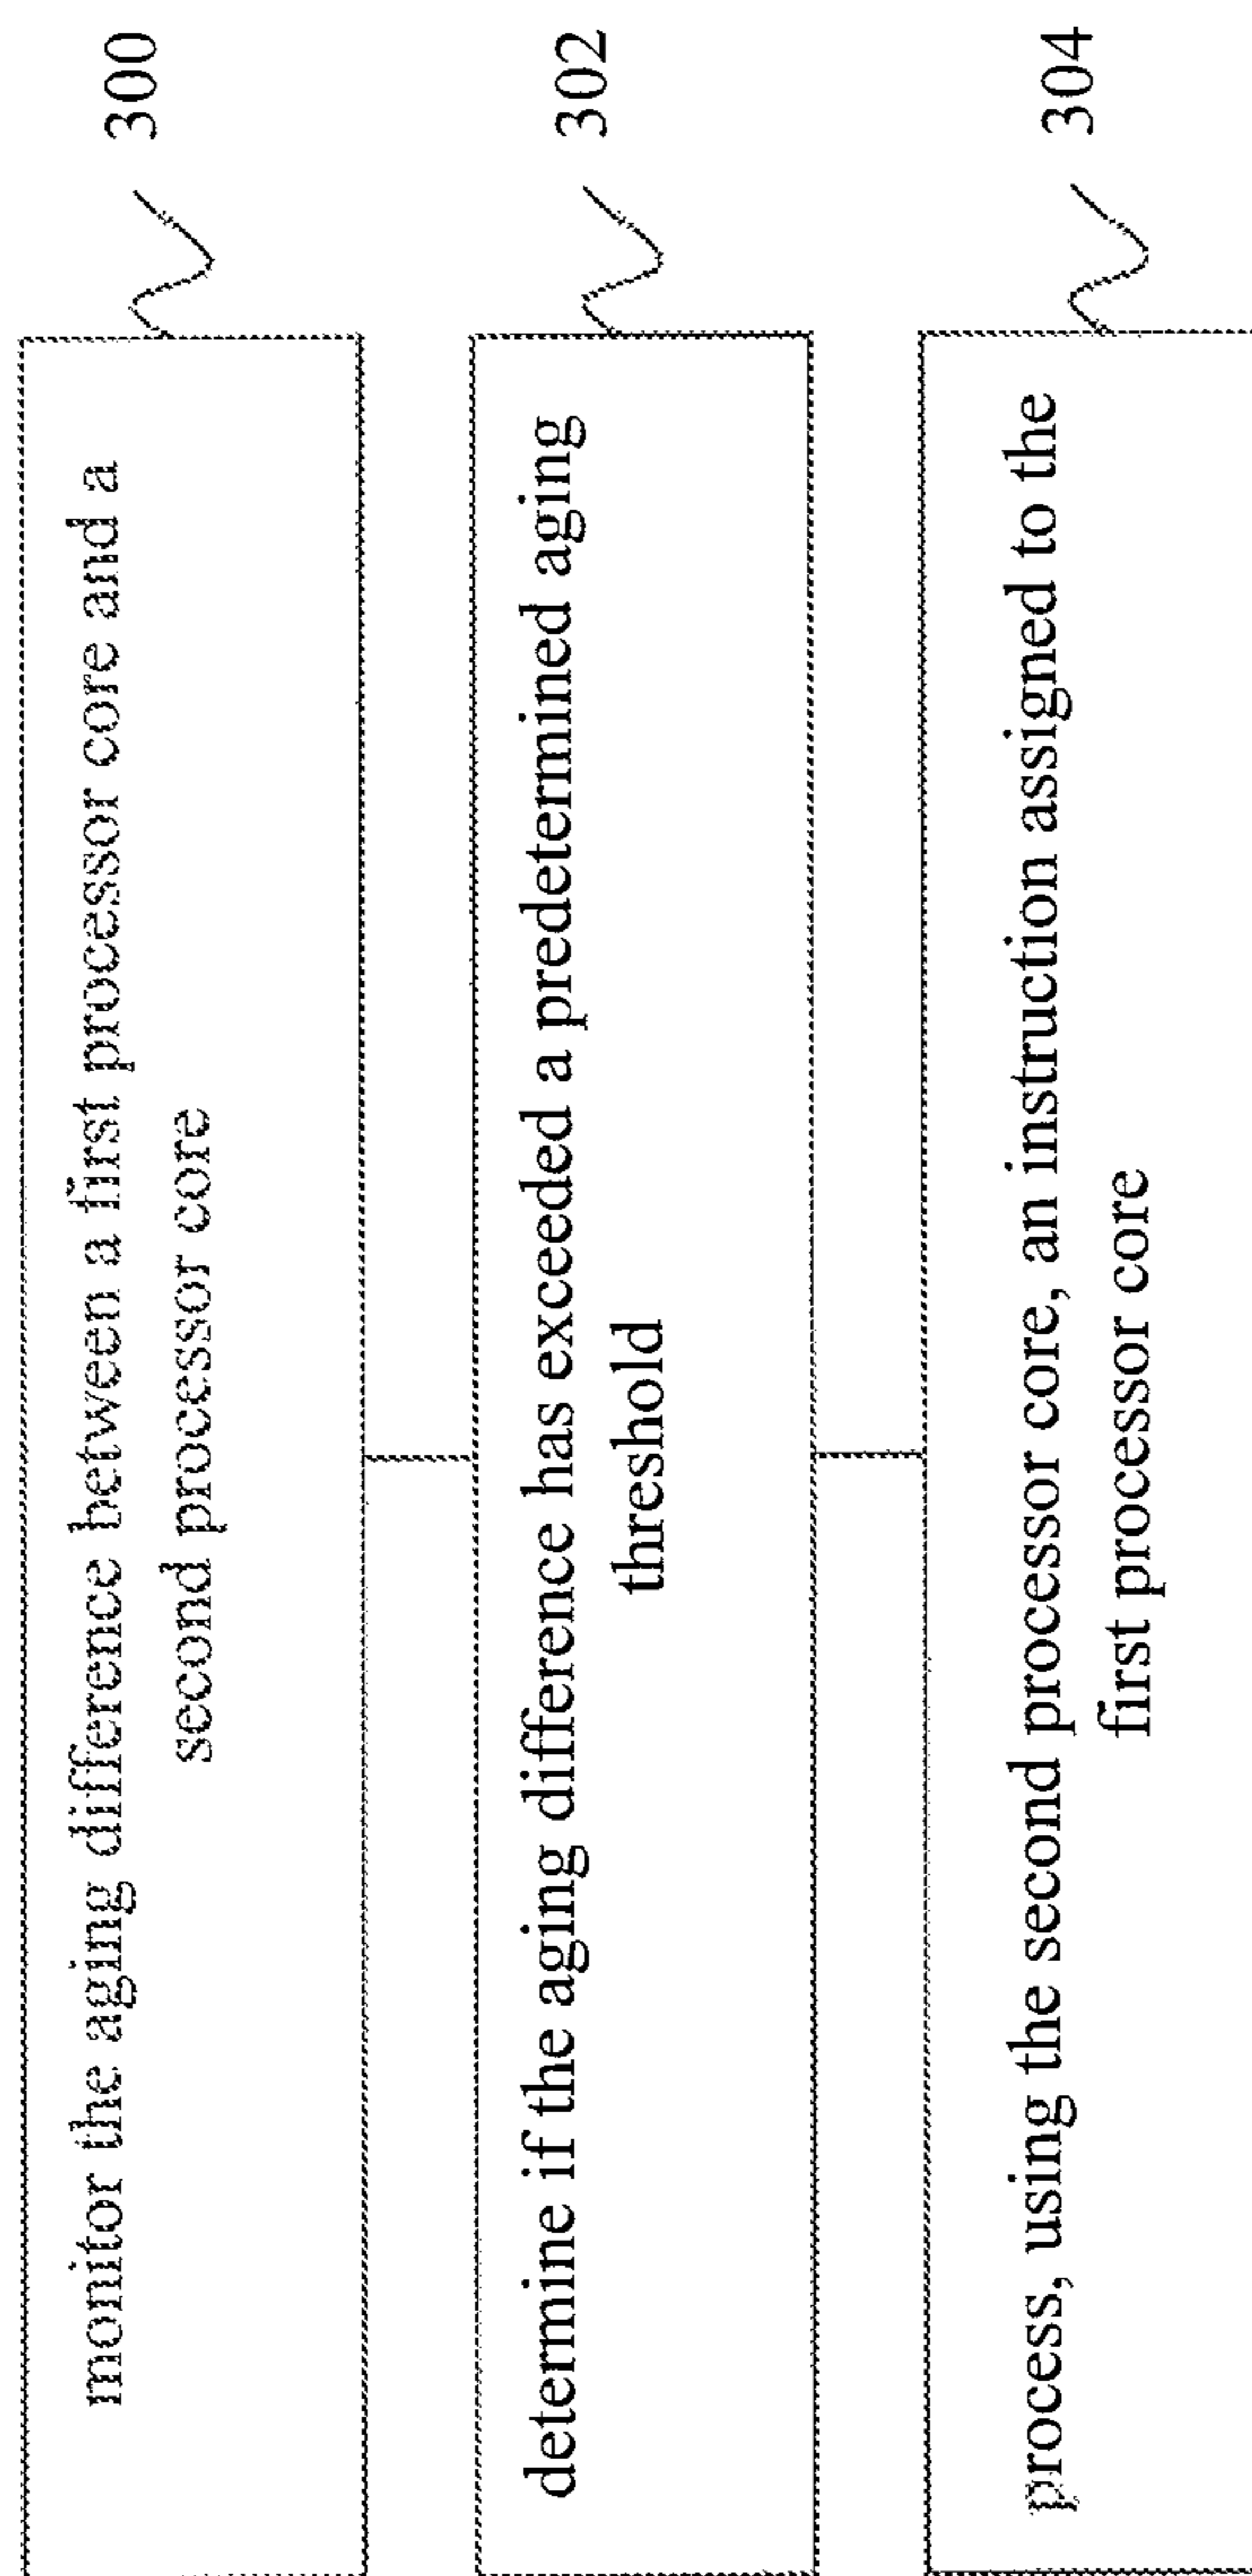 monitor the aging difference between a first processor core and a
second processor core
300
determine if the aging difference has exceeded a predetermined aging
threshold
302
process, using the second processor core, an instruction assigned to the
first processor core
304